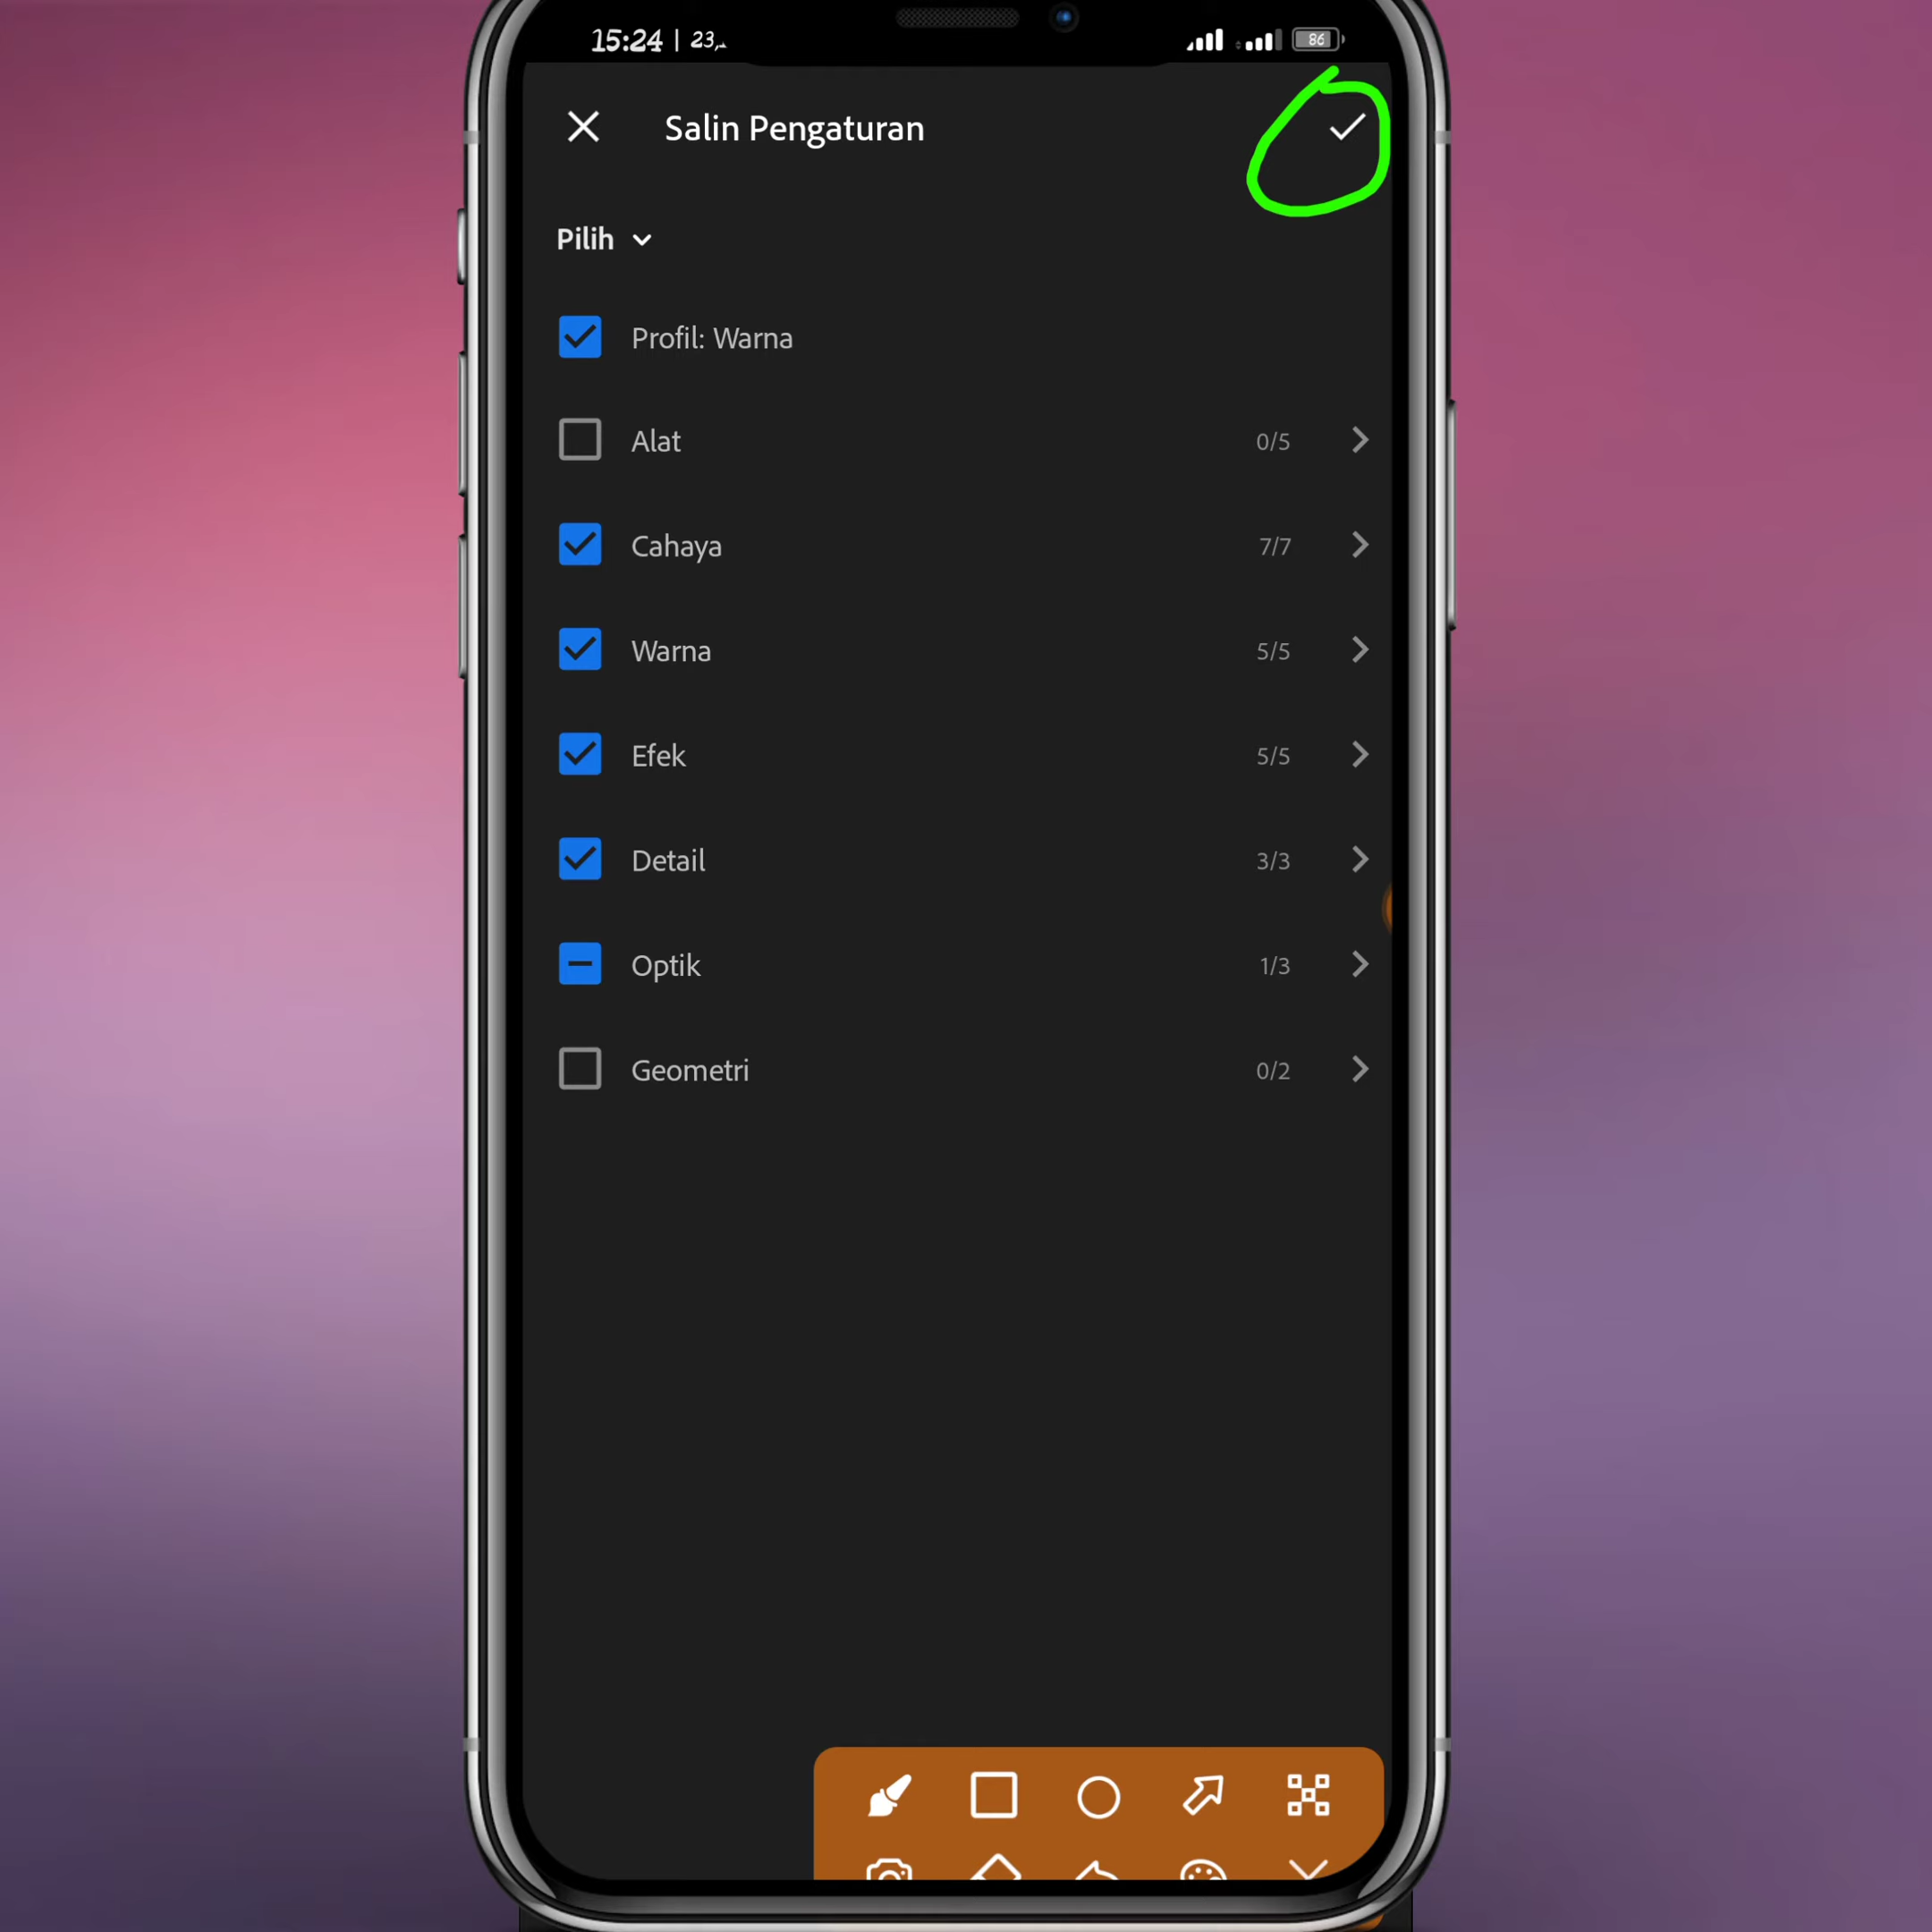 15:24 | 23
86
Salin Pengaturan
Pilih
Profil: Warna
Alat 0/5
Cahaya 7/7
Warna 5/5
Efek 5/5
Detail 3/3
Optik 1/3
Geometri 0/2